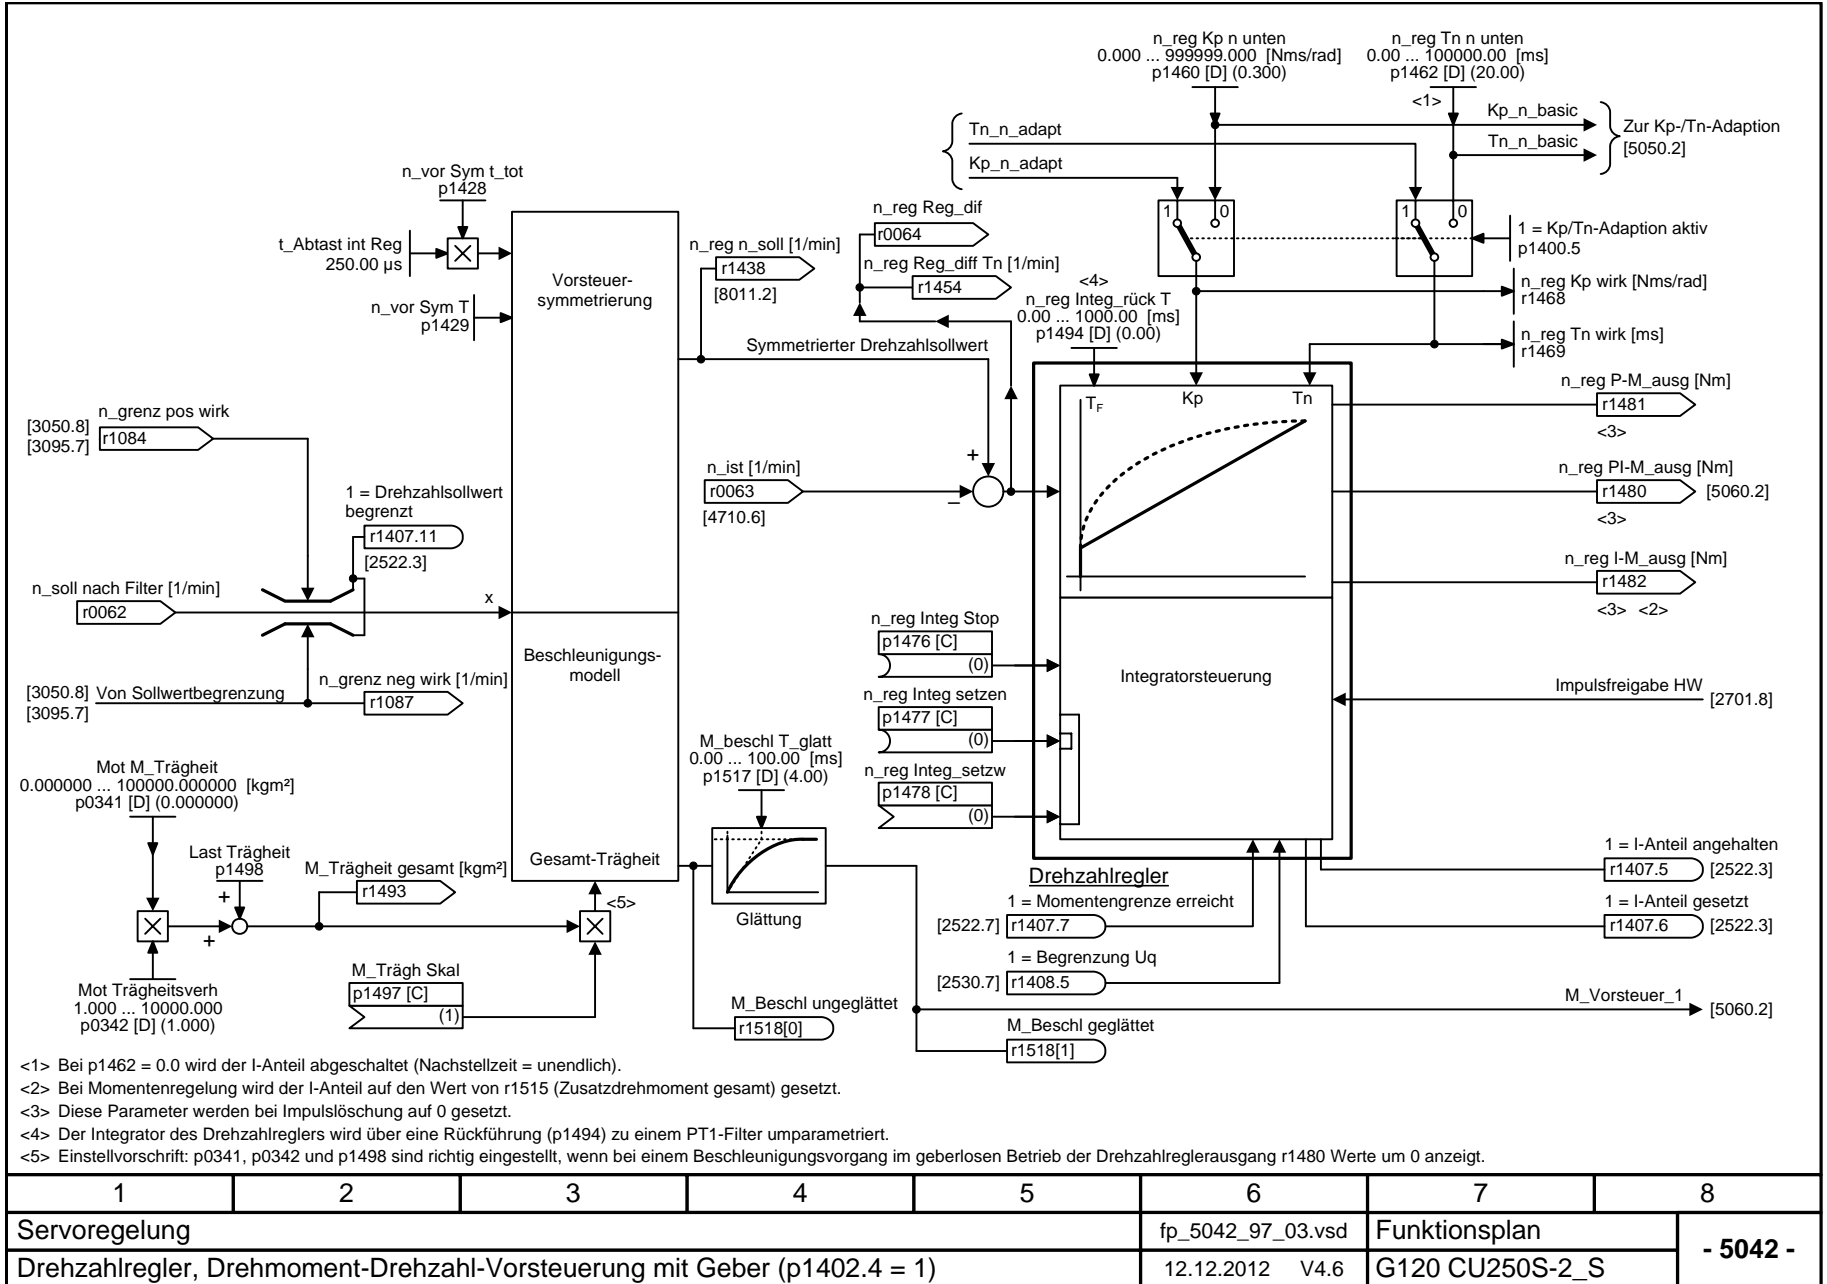 n_reg Kp n unten
0.000 ... 999999.000 [Nms/rad]
p1460 [D] (0.300)
n_reg Tn n unten
0.00 ... 100000.00 [ms]
p1462 [D] (20.00)
<1>
Kp_n_basic
Tn_n_basic
Zur Kp-/Tn-Adaption
[5050.2]
Tn_n_adapt
Kp_n_adapt
n_vor Sym t_tot
p1428
t_Abtast int Reg
250.00 µs
n_vor Sym T
p1429
Vorsteuer-
symmetrierung
n_reg n_soll [1/min]
r1438
[8011.2]
n_reg Reg_dif
r0064
n_reg Reg_diff Tn [1/min]
r1454
<4>
n_reg Integ_rück T
0.00 ... 1000.00 [ms]
p1494 [D] (0.00)
1 0
1 0
1 = Kp/Tn-Adaption aktiv
p1400.5
n_reg Kp wirk [Nms/rad]
r1468
n_reg Tn wirk [ms]
r1469
Symmetrierter Drehzahlsollwert
TF Kp Tn
n_reg P-M_ausg [Nm]
r1481
<3>
n_reg PI-M_ausg [Nm]
r1480 [5060.2]
<3>
n_reg I-M_ausg [Nm]
r1482
<3> <2>
n_grenz pos wirk
[3050.8]
[3095.7]
r1084
1 = Drehzahlsollwert
begrenzt
r1407.11
[2522.3]
n_ist [1/min]
r0063
[4710.6]
+
–
n_soll nach Filter [1/min]
r0062
x
Beschleunigungs-
modell
[3050.8] Von Sollwertbegrenzung
[3095.7]
n_grenz neg wirk [1/min]
r1087
n_reg Integ Stop
p1476 [C]
(0)
n_reg Integ setzen
p1477 [C]
(0)
n_reg Integ_setzw
p1478 [C]
(0)
Integratorsteuerung
Impulsfreigabe HW
[2701.8]
M_beschl T_glatt
0.00 ... 100.00 [ms]
p1517 [D] (4.00)
Glättung
Mot M_Trägheit
0.000000 ... 100000.000000 [kgm²]
p0341 [D] (0.000000)
Last Trägheit
p1498
+
+
M_Trägheit gesamt [kgm²]
r1493
Gesamt-Trägheit
<5>
Mot Trägheitsverh
1.000 ... 10000.000
p0342 [D] (1.000)
M_Trägh Skal
p1497 [C]
(1)
Drehzahlregler
1 = Momentengrenze erreicht
[2522.7] r1407.7
1 = Begrenzung Uq
[2530.7] r1408.5
1 = I-Anteil angehalten
r1407.5 [2522.3]
1 = I-Anteil gesetzt
r1407.6 [2522.3]
M_Beschl ungeglättet
r1518[0]
M_Beschl geglättet
r1518[1]
M_Vorsteuer_1
[5060.2]
<1> Bei p1462 = 0.0 wird der I-Anteil abgeschaltet (Nachstellzeit = unendlich).
<2> Bei Momentenregelung wird der I-Anteil auf den Wert von r1515 (Zusatzdrehmoment gesamt) gesetzt.
<3> Diese Parameter werden bei Impulslöschung auf 0 gesetzt.
<4> Der Integrator des Drehzahlreglers wird über eine Rückführung (p1494) zu einem PT1-Filter umparametriert.
<5> Einstellvorschrift: p0341, p0342 und p1498 sind richtig eingestellt, wenn bei einem Beschleunigungsvorgang im geberlosen Betrieb der Drehzahlreglerausgang r1480 Werte um 0 anzeigt.
1 2 3 4 5 6 7 8
Servoregelung
fp_5042_97_03.vsd
Funktionsplan
- 5042 -
Drehzahlregler, Drehmoment-Drehzahl-Vorsteuerung mit Geber (p1402.4 = 1)
12.12.2012 V4.6
G120 CU250S-2_S